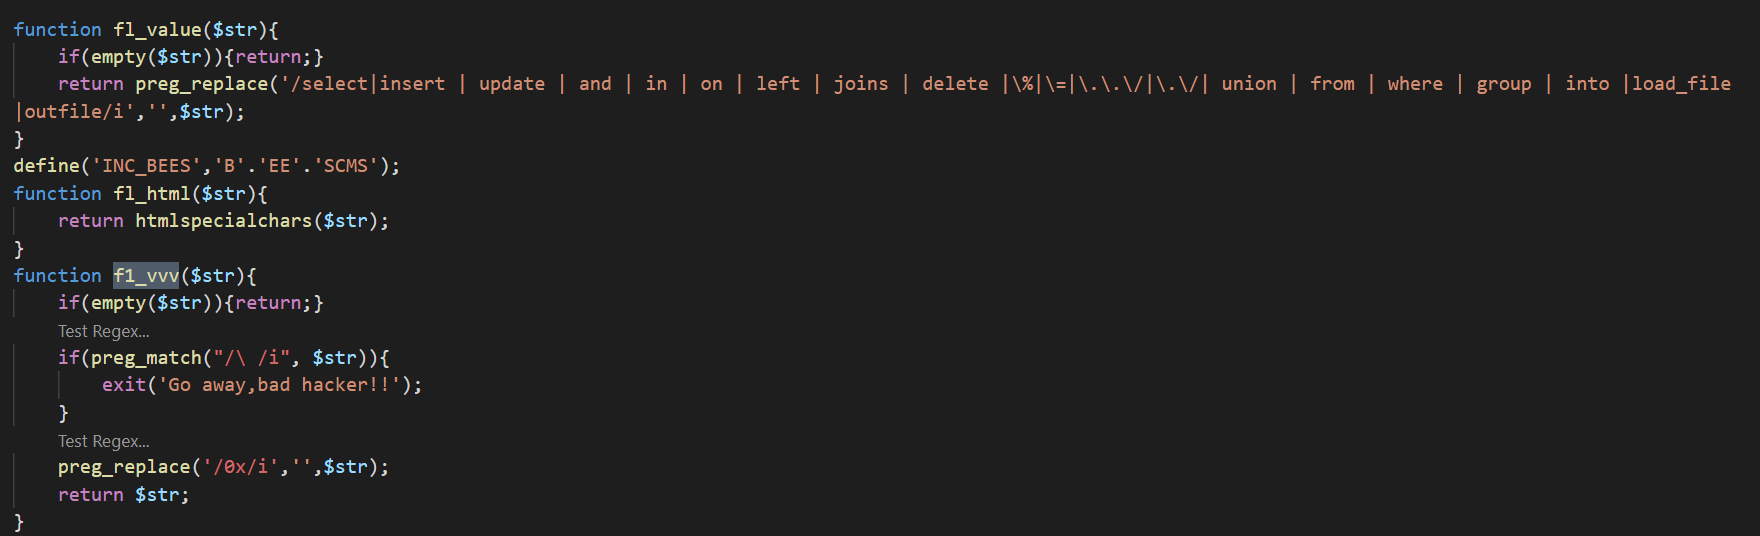 function fl_value($str){
    if(empty($str)){return;}
    return preg_replace('/select|insert | update | and | in | on | left | joins | delete |\%|\=|\.\.\/|\.\/| union | from | where | group | into |load_file
|outfile/i','',$str);
}
define('INC_BEES','B'.'EE'.'SCMS');
function fl_html($str){
    return htmlspecialchars($str);
}
function f1_vvv($str){
    if(empty($str)){return;}
    Test Regex...
    if(preg_match("/\ /i", $str)){
        exit('Go away,bad hacker!!');
    }
    Test Regex...
    preg_replace('/0x/i','',$str);
    return $str;
}